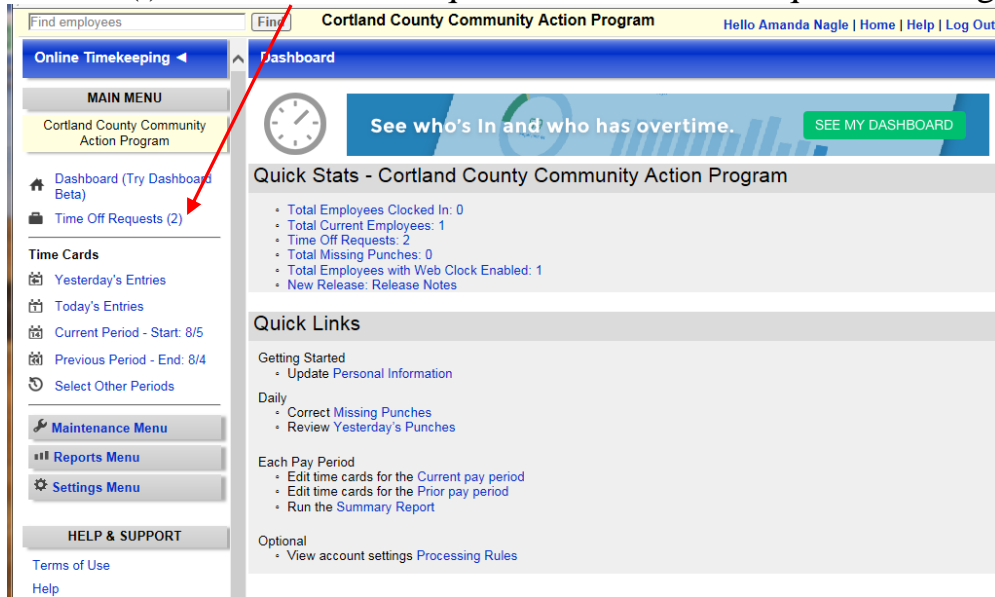 Find employees Find Cortland County Community Action Program Hello Amanda Nagle | Home | Help | Log Out
Online Timekeeping ◄
MAIN MENU
Cortland County Community
Action Program
Dashboard (Try Dashboard
Beta)
Time Off Requests (2)
Time Cards
Yesterday's Entries
Today's Entries
14 Current Period - Start: 8/5
Previous Period - End: 8/4
Select Other Periods
Maintenance Menu
Reports Menu
Settings Menu
HELP & SUPPORT
Terms of Use
Help
Dashboard
See who's In and who has overtime. SEE MY DASHBOARD
Quick Stats - Cortland County Community Action Program
• Total Employees Clocked In: 0
• Total Current Employees: 1
• Time Off Requests: 2
• Total Missing Punches: 0
• Total Employees with Web Clock Enabled: 1
• New Release: Release Notes
Quick Links
Getting Started
• Update Personal Information
Daily
• Correct Missing Punches
• Review Yesterday's Punches
Each Pay Period
• Edit time cards for the Current pay period
• Edit time cards for the Prior pay period
• Run the Summary Report
Optional
• View account settings Processing Rules